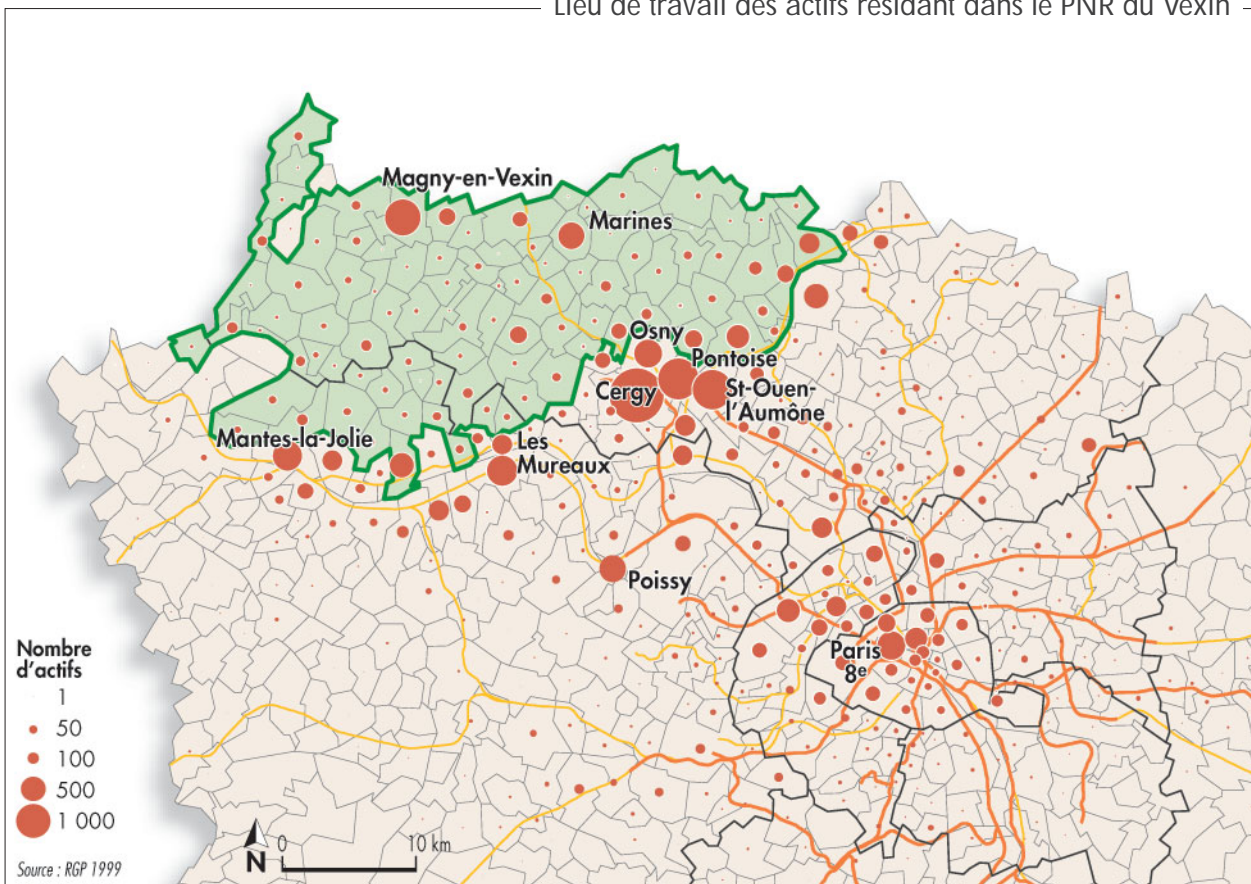 Lieu de travail des actifs résidant dans le PNR du Vexin
Magny-en-Vexin
Marines
Osny
Pontoise
Cergy
St-Ouen-
l'Aumône
Mantes-la-Jolie
Les
Mureaux
Poissy
Paris
8e
Nombre
d'actifs
1
50
100
500
1 000
N
0 10 km
Source : RGP 1999